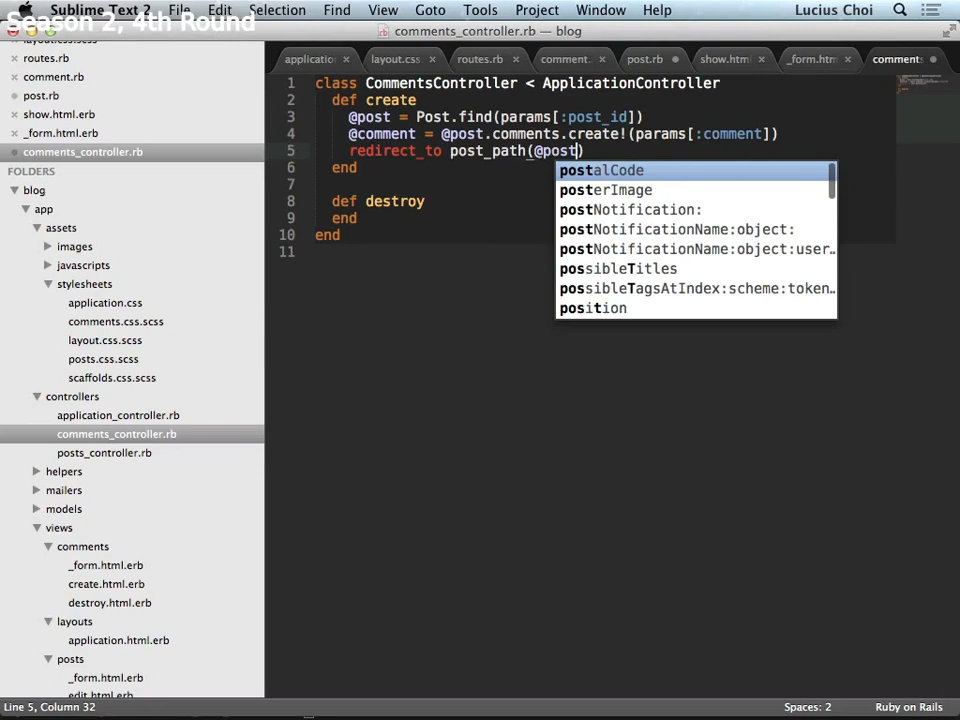 Sublime Text 2 File Edit Selection Find View Goto Tools Project Window Help Lucius Choi
Season 2, 4th Round
comments_controller.rb — blog
layout.css.scss
routes.rb
comment.rb
post.rb
show.html.erb
_form.html.erb
comments_controller.rb
FOLDERS
blog
app
assets
images
javascripts
stylesheets
application.css
comments.css.scss
layout.css.scss
posts.css.scss
scaffolds.css.scss
controllers
application_controller.rb
comments_controller.rb
posts_controller.rb
helpers
mailers
models
views
comments
_form.html.erb
create.html.erb
destroy.html.erb
layouts
application.html.erb
posts
_form.html.erb
edit.html.erb
application layout.css routes.rb comment. post.rb show.html _form.htm comment
1 class CommentsController < ApplicationController
2 def create
3 @post = Post.find(params[:post_id])
4 @comment = @post.comments.create!(params[:comment])
5 redirect_to post_path(@post)
6 end
7
8 def destroy
9 end
10 end
11
postalCode
posterImage
postNotification:
postNotificationName:object:
postNotificationName:object:user…
possibleTitles
possibleTagsAtIndex:scheme:token…
position
Line 5, Column 32 Spaces: 2 Ruby on Rails